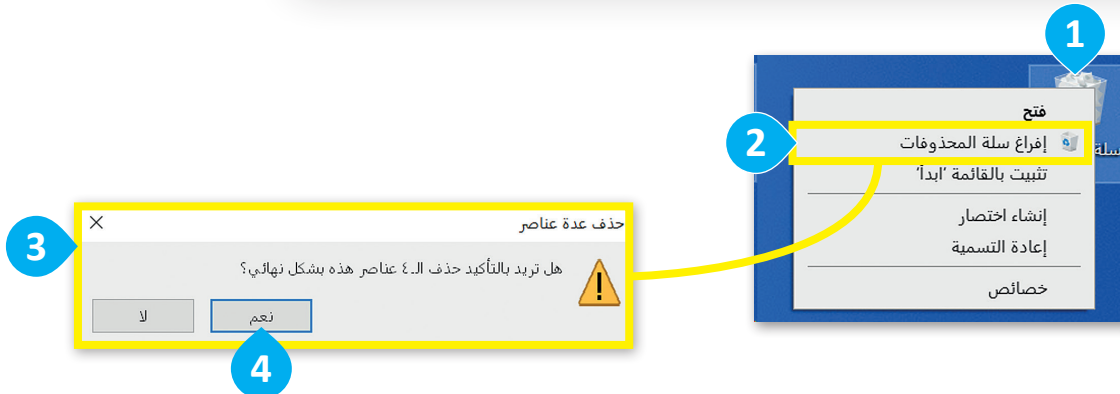 1
فتح
2
إفراغ سلة المحذوفات
سلة
تثبيت بالقائمة 'ابدأ'
إنشاء اختصار
إعادة التسمية
خصائص
3
حذف عدة عناصر
هل تريد بالتأكيد حذف الـ ٤ عناصر هذه بشكل نهائي؟
نعم
لا
4